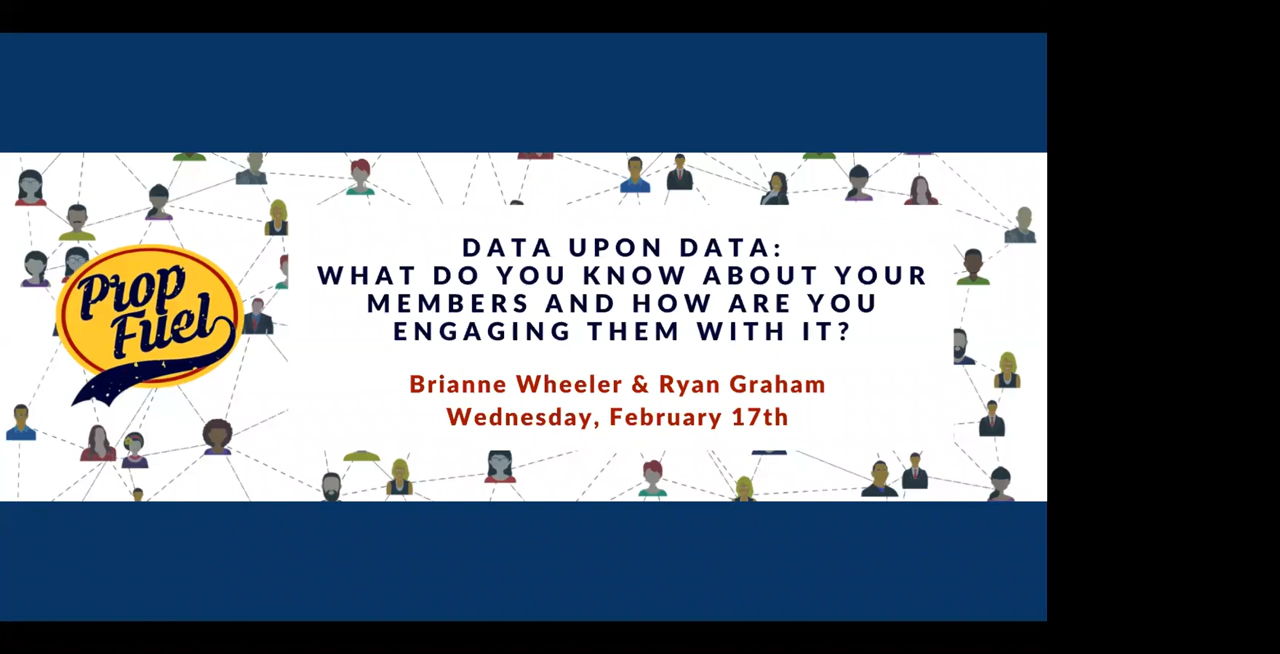 Prop
Fuel
DATA UPON DATA:
WHAT DO YOU KNOW ABOUT YOUR
MEMBERS AND HOW ARE YOU
ENGAGING THEM WITH IT?
Brianne Wheeler & Ryan Graham
Wednesday, February 17th